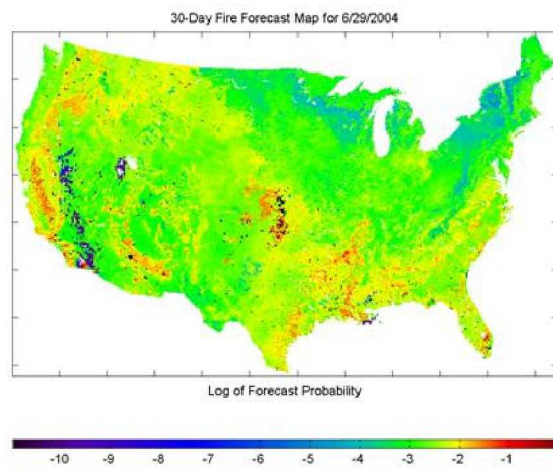 30-Day Fire Forecast Map for 6/29/2004
Log of Forecast Probability
-10 -9 -8 -7 -6 -5 -4 -3 -2 -1